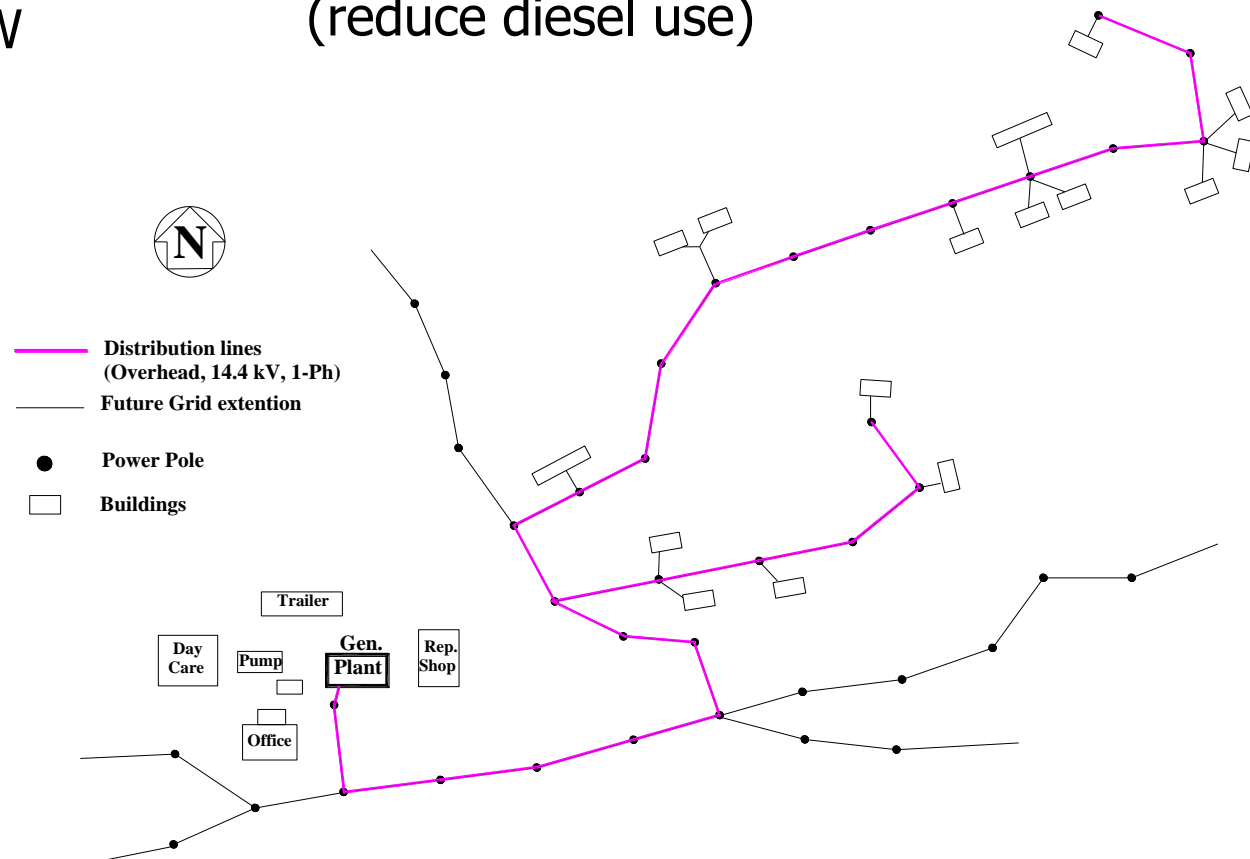 W
(reduce diesel use)
N
Distribution lines
(Overhead, 14.4 kV, 1-Ph)
Future Grid extention
Power Pole
Buildings
Trailer
Day
Care
Pump
Gen.
Plant
Rep.
Shop
Office